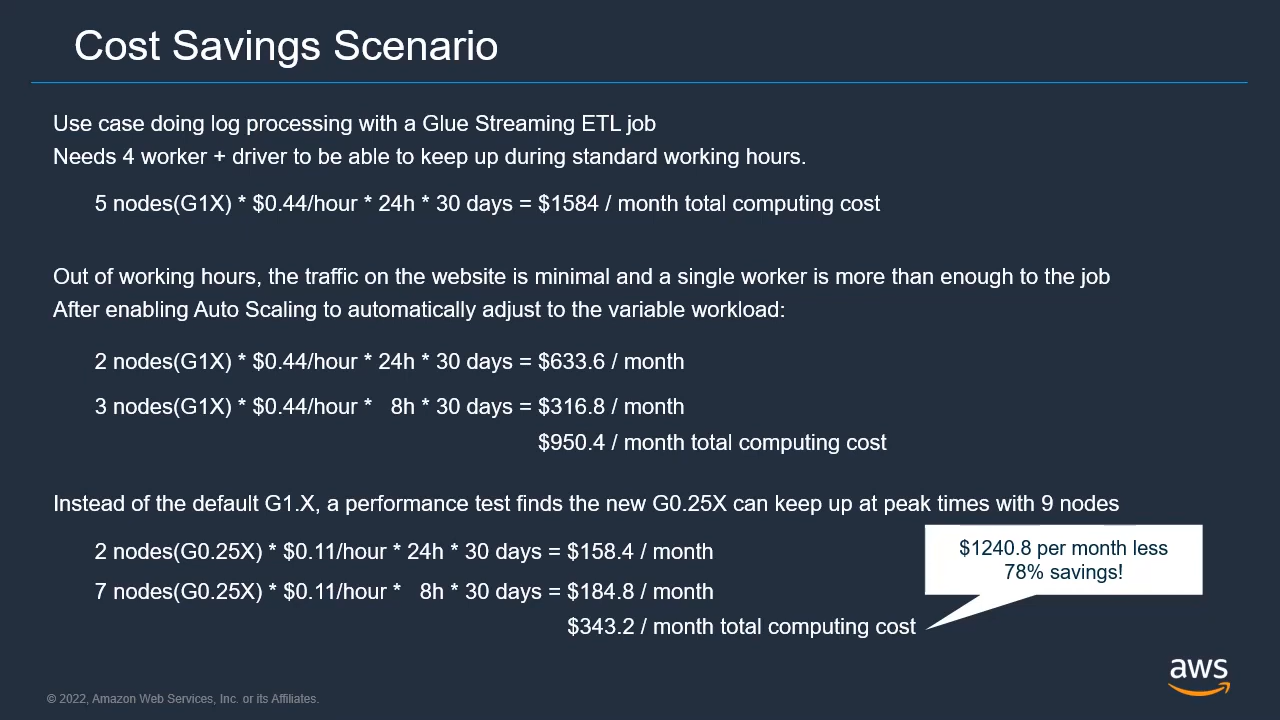 Cost Savings Scenario
Use case doing log processing with a Glue Streaming ETL job
Needs 4 worker + driver to be able to keep up during standard working hours.
5 nodes(G1X) * $0.44/hour * 24h * 30 days = $1584 / month total computing cost
Out of working hours, the traffic on the website is minimal and a single worker is more than enough to the job
After enabling Auto Scaling to automatically adjust to the variable workload:
2 nodes(G1X) * $0.44/hour * 24h * 30 days = $633.6 / month
3 nodes(G1X) * $0.44/hour * 8h * 30 days = $316.8 / month
$950.4 / month total computing cost
Instead of the default G1.X, a performance test finds the new G0.25X can keep up at peak times with 9 nodes
2 nodes(G0.25X) * $0.11/hour * 24h * 30 days = $158.4 / month
7 nodes(G0.25X) * $0.11/hour * 8h * 30 days = $184.8 / month
$343.2 / month total computing cost
$1240.8 per month less
78% savings!
© 2022, Amazon Web Services, Inc. or its Affiliates.
aws